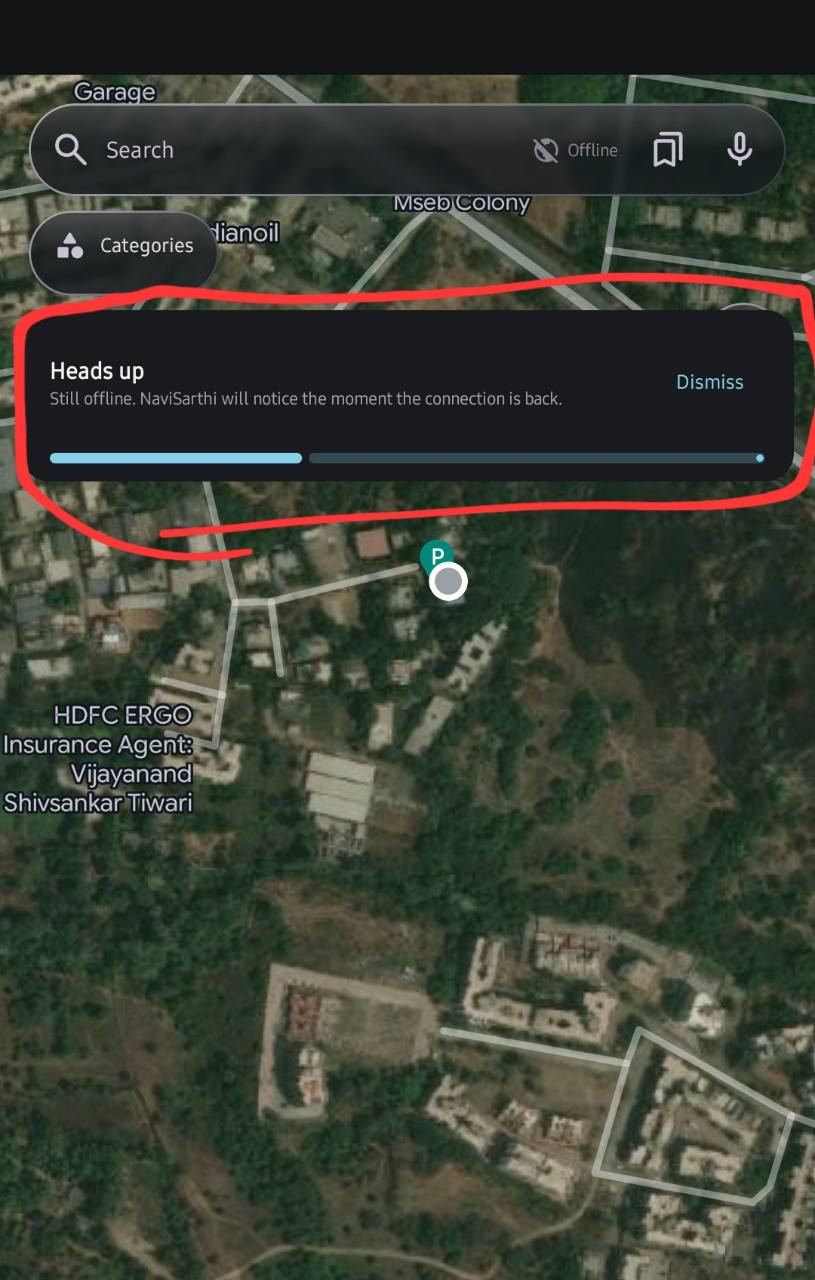 Garage
Search
Offline
Mseb Colony
Categories
dianoil
Heads up
Still offline. NaviSarthi will notice the moment the connection is back.
Dismiss
P
HDFC ERGO
Insurance Agent:
Vijayanand
Shivsankar Tiwari